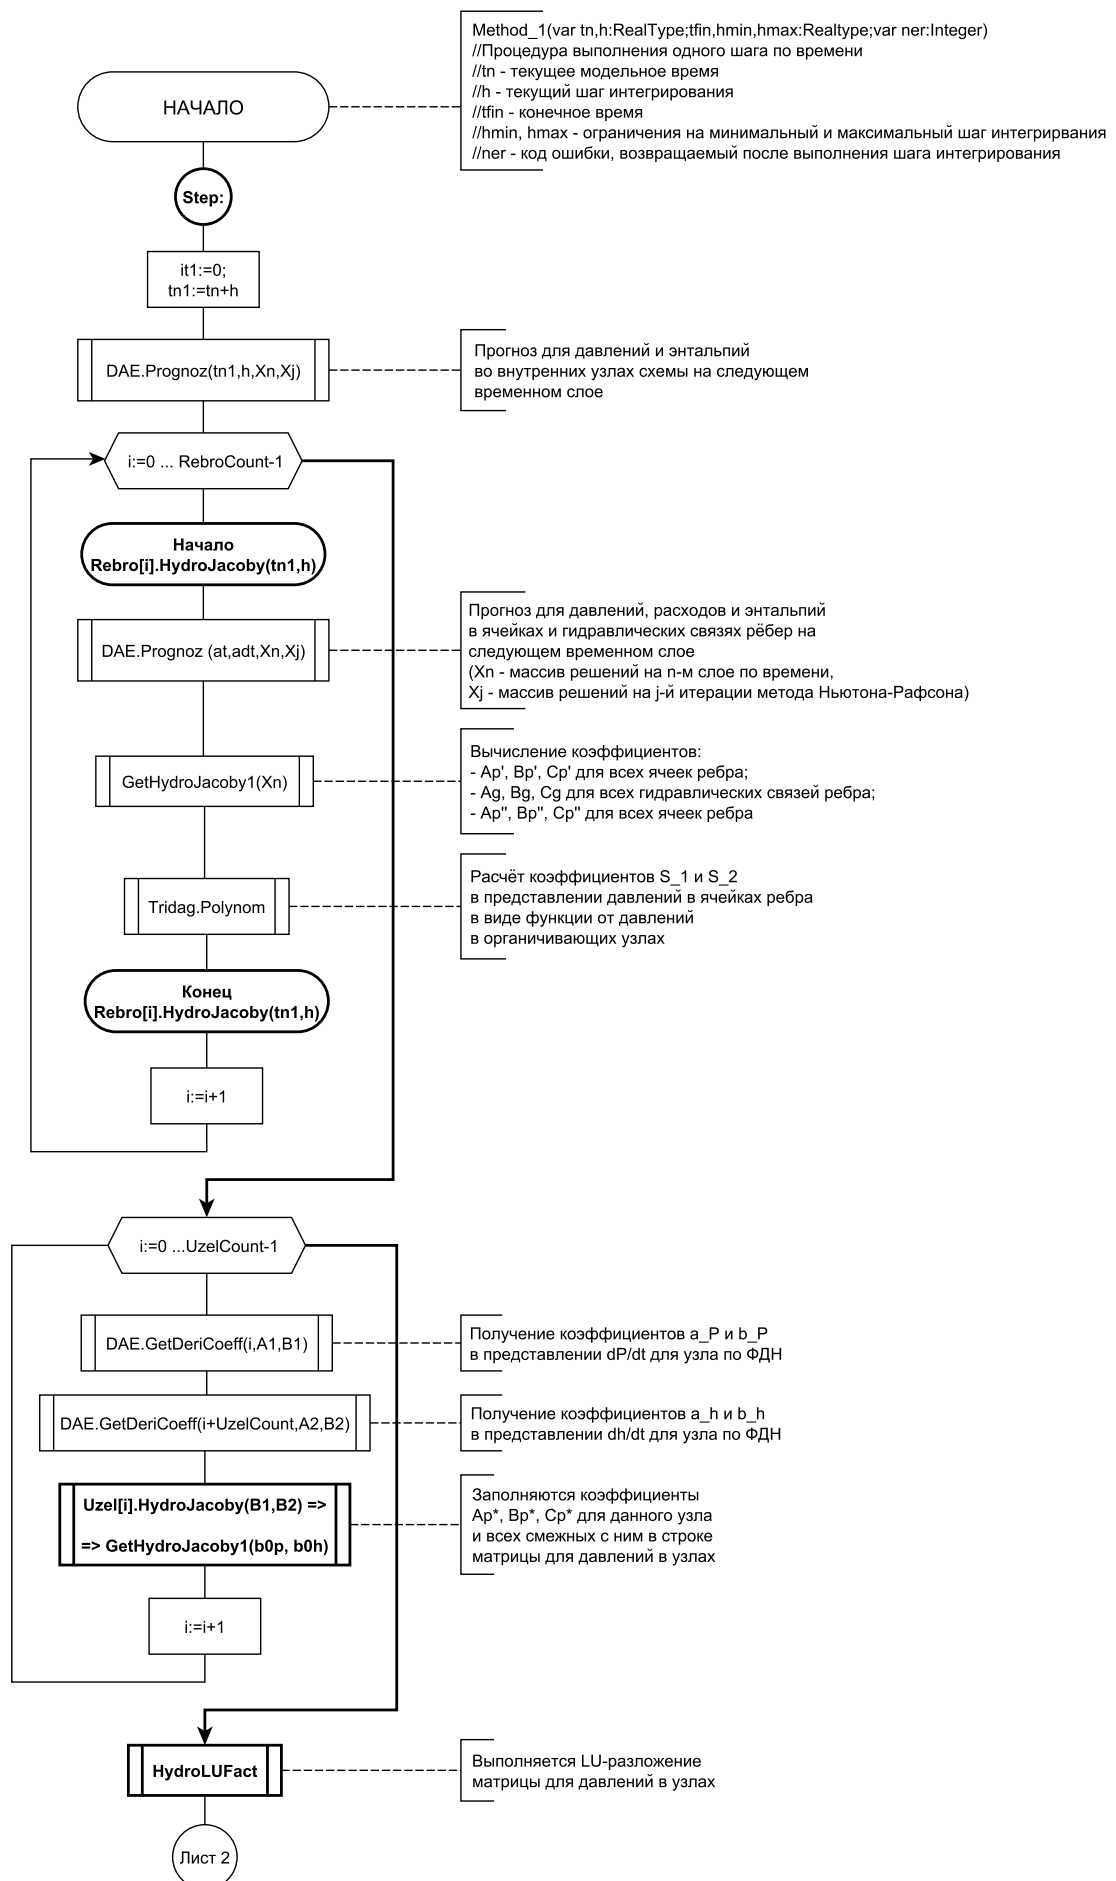 Method_1(var tn,h:RealType;tfin,hmin,hmax:Realtype;var ner:Integer)
//Процедура выполнения одного шага по времени
//tn - текущее модельное время
//h - текущий шаг интегрирования
//tfin - конечное время
//hmin, hmax - ограничения на минимальный и максимальный шаг интегрирвания
//ner - код ошибки, возвращаемый после выполнения шага интегрирования
НАЧАЛО
Step:
it1:=0;
tn1:=tn+h
DAE.Prognoz(tn1,h,Xn,Xj)
Прогноз для давлений и энтальпий
во внутренних узлах схемы на следующем
временном слое
i:=0 ... RebroCount-1
Начало
Rebro[i].HydroJacoby(tn1,h)
DAE.Prognoz (at,adt,Xn,Xj)
Прогноз для давлений, расходов и энтальпий
в ячейках и гидравлических связях рёбер на
следующем временном слое
(Xn - массив решений на n-м слое по времени,
Xj - массив решений на j-й итерации метода Ньютона-Рафсона)
GetHydroJacoby1(Xn)
Вычисление коэффициентов:
- Ap', Bp', Cp' для всех ячеек ребра;
- Ag, Bg, Cg для всех гидравлических связей ребра;
- Ap'', Bp'', Cp'' для всех ячеек ребра
Tridag.Polynom
Расчёт коэффициентов S_1 и S_2
в представлении давлений в ячейках ребра
в виде функции от давлений
в органичивающих узлах
Конец
Rebro[i].HydroJacoby(tn1,h)
i:=i+1
i:=0 ...UzelCount-1
DAE.GetDeriCoeff(i,A1,B1)
Получение коэффициентов a_P и b_P
в представлении dP/dt для узла по ФДН
DAE.GetDeriCoeff(i+UzelCount,A2,B2)
Получение коэффициентов a_h и b_h
в представлении dh/dt для узла по ФДН
Uzel[i].HydroJacoby(B1,B2) =>
=> GetHydroJacoby1(b0p, b0h)
Заполняются коэффициенты
Ap*, Bp*, Cp* для данного узла
и всех смежных с ним в строке
матрицы для давлений в узлах
i:=i+1
HydroLUFact
Выполняется LU-разложение
матрицы для давлений в узлах
Лист 2